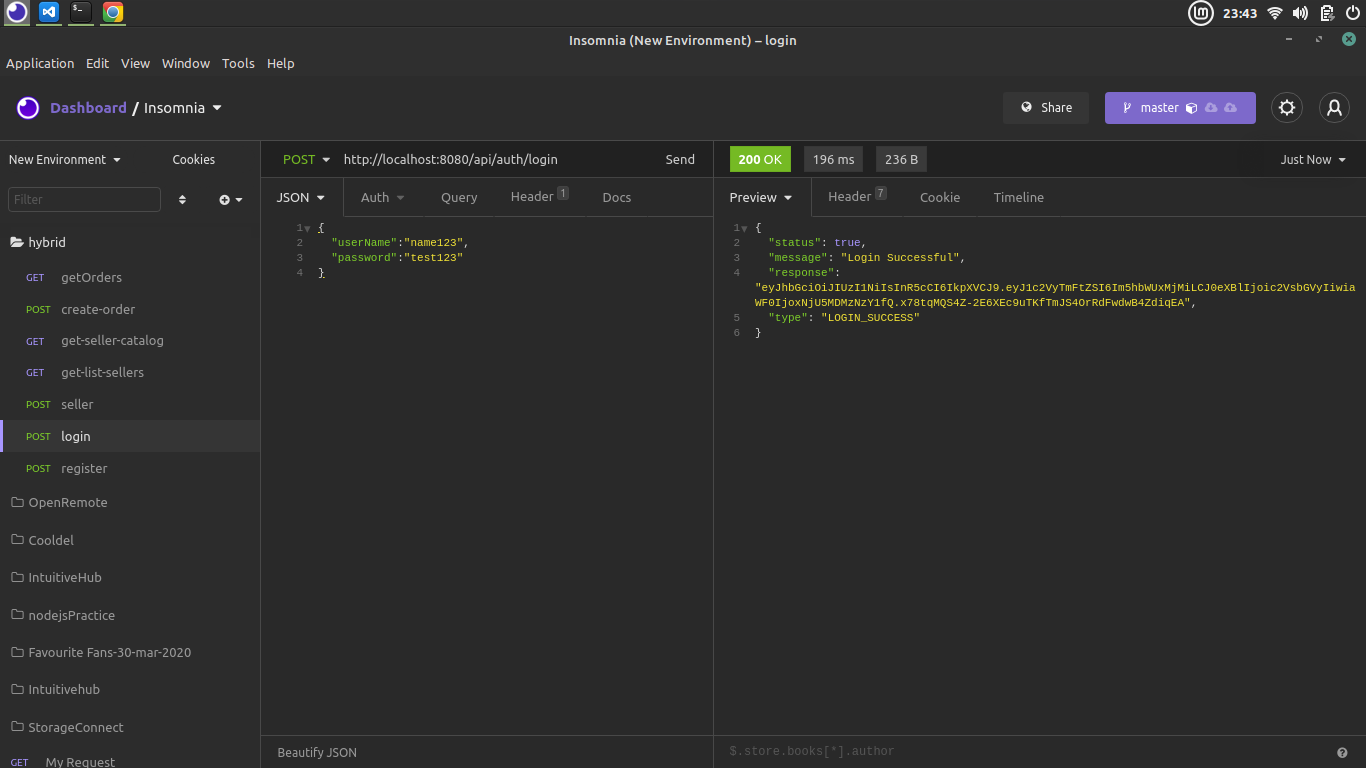 23:43
Insomnia (New Environment) – login
Application Edit View Window Tools Help
Dashboard / Insomnia
Share
master
New Environment
Cookies
POST http://localhost:8080/api/auth/login Send
200 OK 196 ms 236 B Just Now
Filter
JSON Auth Query Header 1 Docs
Preview Header 7 Cookie Timeline
hybrid
GET getOrders
POST create-order
GET get-seller-catalog
GET get-list-sellers
POST seller
POST login
POST register
OpenRemote
Cooldel
IntuitiveHub
nodejsPractice
Favourite Fans-30-mar-2020
Intuitivehub
StorageConnect
GET My Request
1 {
2 "userName":"name123",
3 "password":"test123"
4 }
Beautify JSON
1 {
2 "status": true,
3 "message": "Login Successful",
4 "response":
"eyJhbGciOiJIUzI1NiIsInR5cCI6IkpXVCJ9.eyJ1c2VyTmFtZSI6Im5hbWUxMjMiLCJ0eXBlIjoic2VsbGVyIiwia
WF0IjoxNjU5MDMzNzY1fQ.x78tqMQS4Z-2E6XEc9uTKfTmJS4OrRdFwdwB4ZdiqEA",
5 "type": "LOGIN_SUCCESS"
6 }
$.store.books[*].author